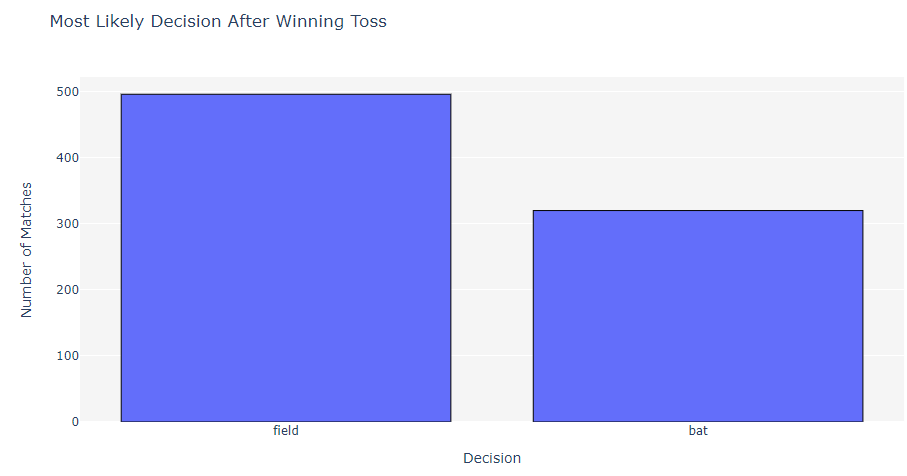 Most Likely Decision After Winning Toss
500
400
300
200
100
0
Number of Matches
field
bat
Decision